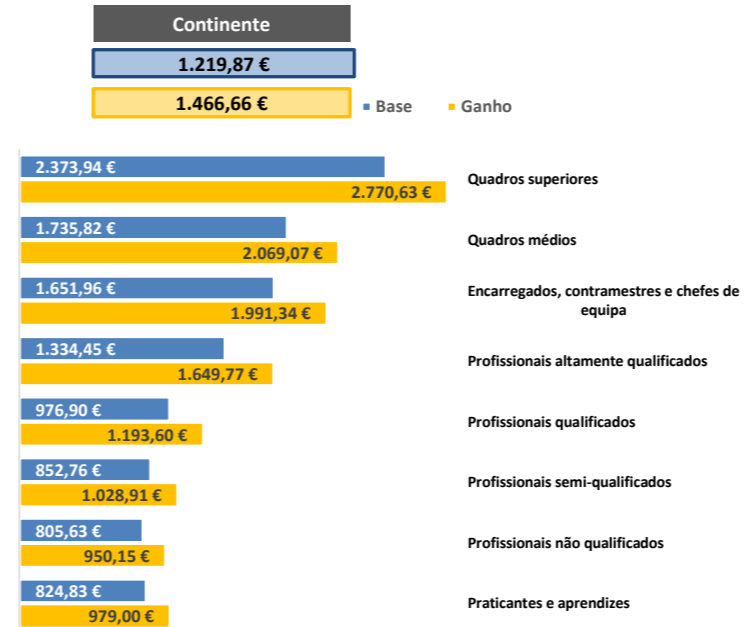 Continente
1.219,87 €
1.466,66 €
Base
Ganho
2.373,94 €
2.770,63 €
Quadros superiores
1.735,82 €
2.069,07 €
Quadros médios
1.651,96 €
1.991,34 €
Encarregados, contramestres e chefes de
equipa
1.334,45 €
1.649,77 €
Profissionais altamente qualificados
976,90 €
1.193,60 €
Profissionais qualificados
852,76 €
1.028,91 €
Profissionais semi-qualificados
805,63 €
950,15 €
Profissionais não qualificados
824,83 €
979,00 €
Praticantes e aprendizes